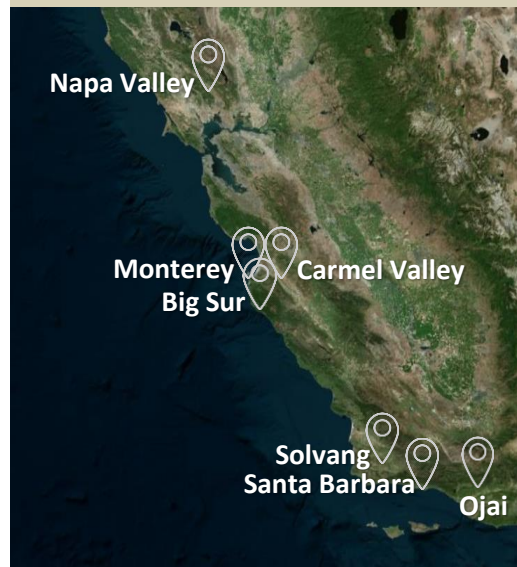 Napa Valley
Monterey
Carmel Valley
Big Sur
Solvang
Santa Barbara
Ojai